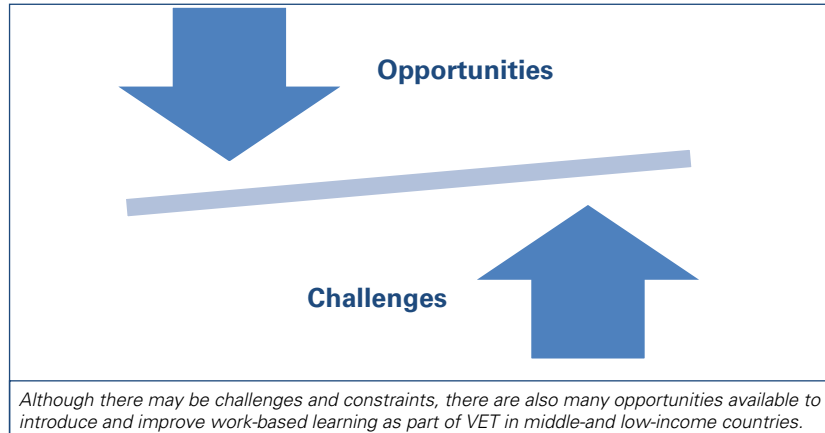 Opportunities
Challenges
Although there may be challenges and constraints, there are also many opportunities available to
introduce and improve work-based learning as part of VET in middle-and low-income countries.